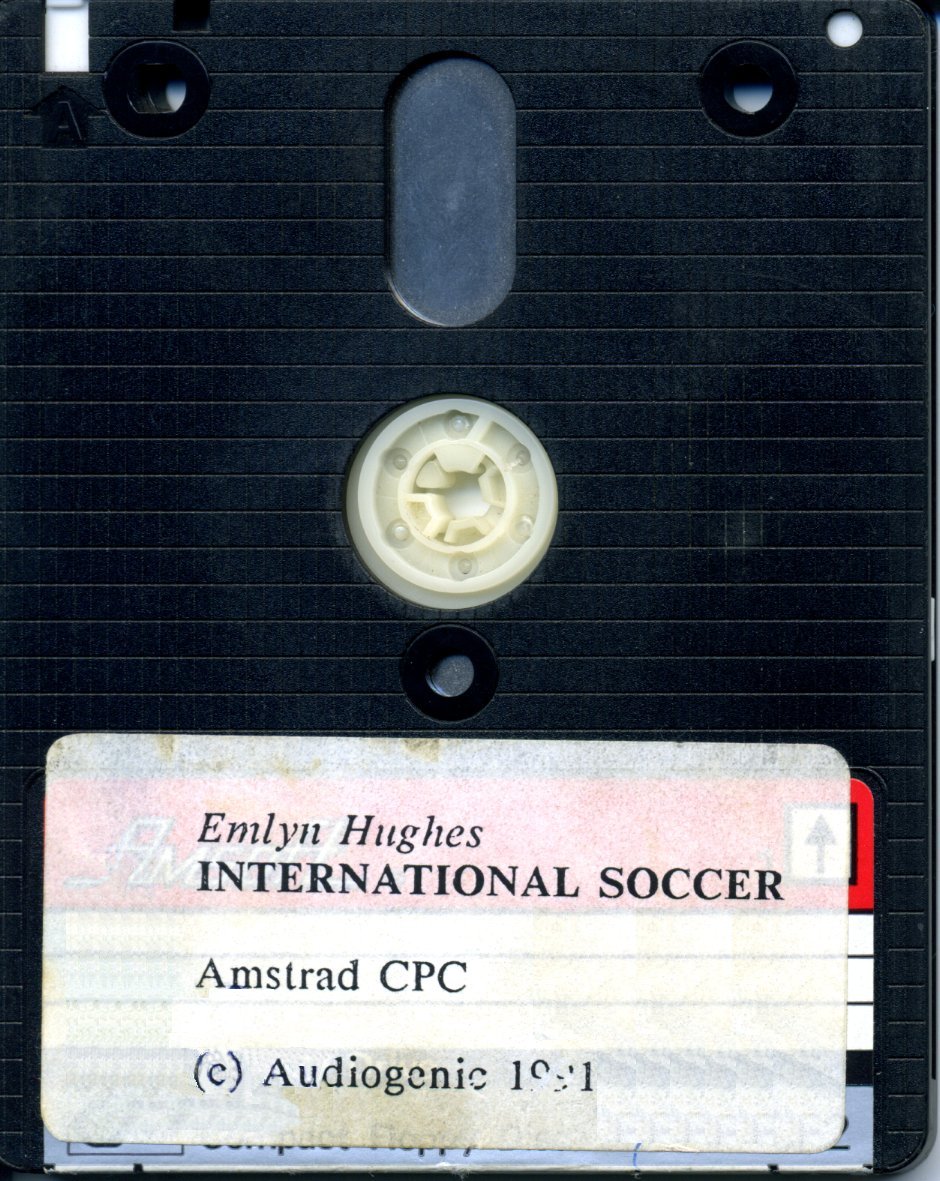 A
Emlyn Hughes
INTERNATIONAL SOCCER
Amstrad CPC
(c) Audiogenic
Compact